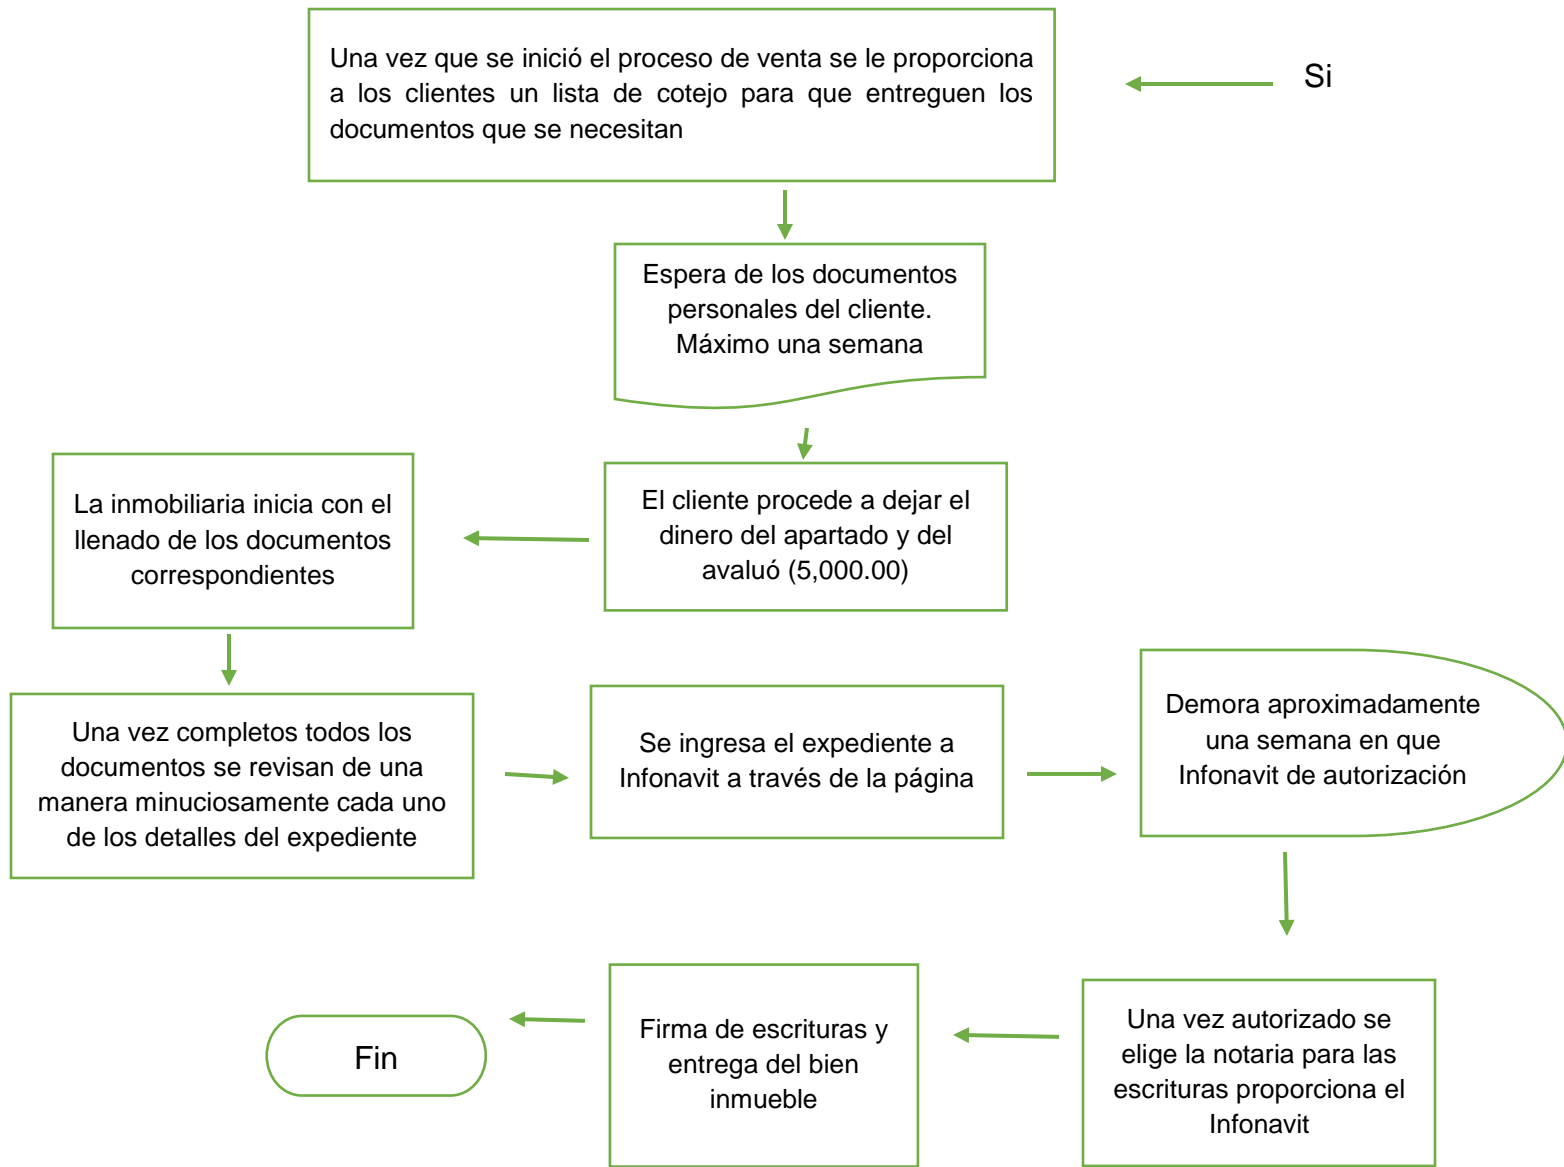 Una vez que se inició el proceso de venta se le proporciona
a los clientes un lista de cotejo para que entreguen los
documentos que se necesitan
Si
Espera de los documentos
personales del cliente.
Máximo una semana
El cliente procede a dejar el
dinero del apartado y del
avaluó (5,000.00)
La inmobiliaria inicia con el
llenado de los documentos
correspondientes
Una vez completos todos los
documentos se revisan de una
manera minuciosamente cada uno
de los detalles del expediente
Se ingresa el expediente a
Infonavit a través de la página
Demora aproximadamente
una semana en que
Infonavit de autorización
Una vez autorizado se
elige la notaria para las
escrituras proporciona el
Infonavit
Firma de escrituras y
entrega del bien
inmueble
Fin